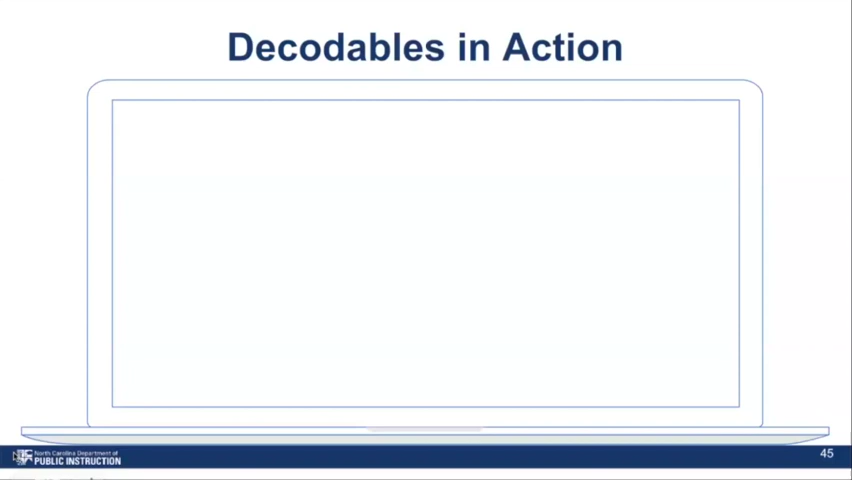 Decodables in Action
North Carolina Department of
PUBLIC INSTRUCTION
45